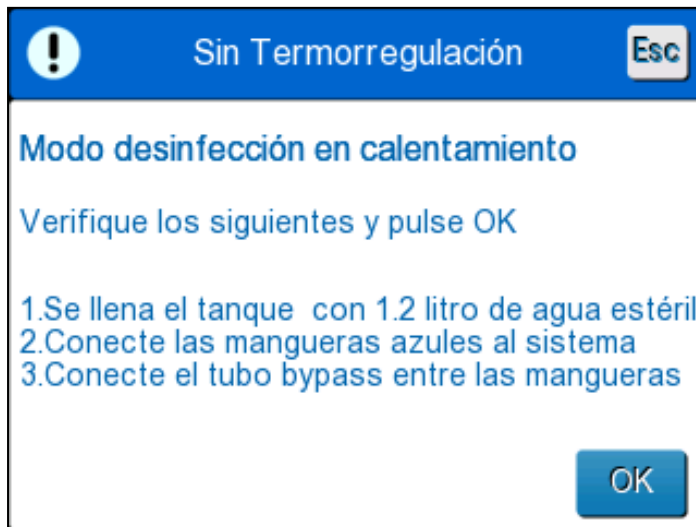 !
Sin Termorregulación
Esc
Modo desinfección en calentamiento
Verifique los siguientes y pulse OK
1.Se llena el tanque  con 1.2 litro de agua estéril
2.Conecte las mangueras azules al sistema
3.Conecte el tubo bypass entre las mangueras
OK